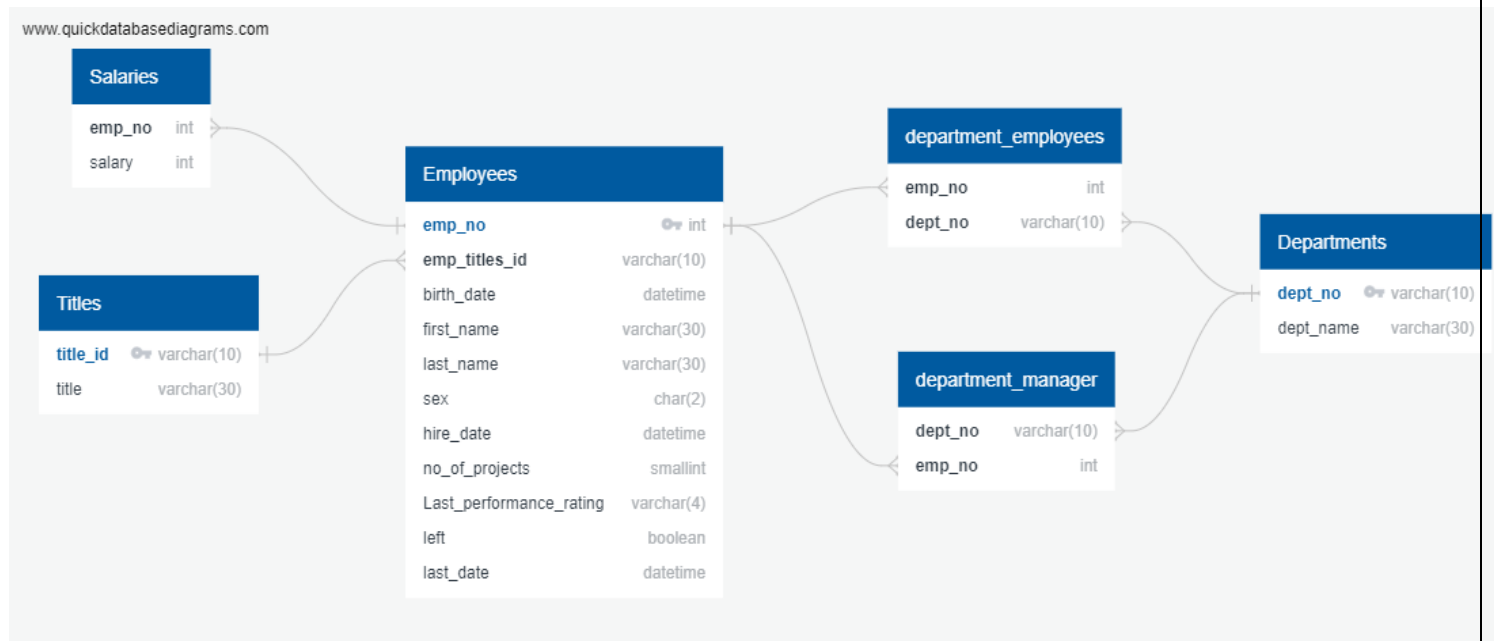 www.quickdatabasediagrams.com
Salaries
emp_no int
salary int
Titles
title_id varchar(10)
title varchar(30)
Employees
emp_no int
emp_titles_id varchar(10)
birth_date datetime
first_name varchar(30)
last_name varchar(30)
sex char(2)
hire_date datetime
no_of_projects smallint
Last_performance_rating varchar(4)
left boolean
last_date datetime
department_employees
emp_no int
dept_no varchar(10)
department_manager
dept_no varchar(10)
emp_no int
Departments
dept_no varchar(10)
dept_name varchar(30)